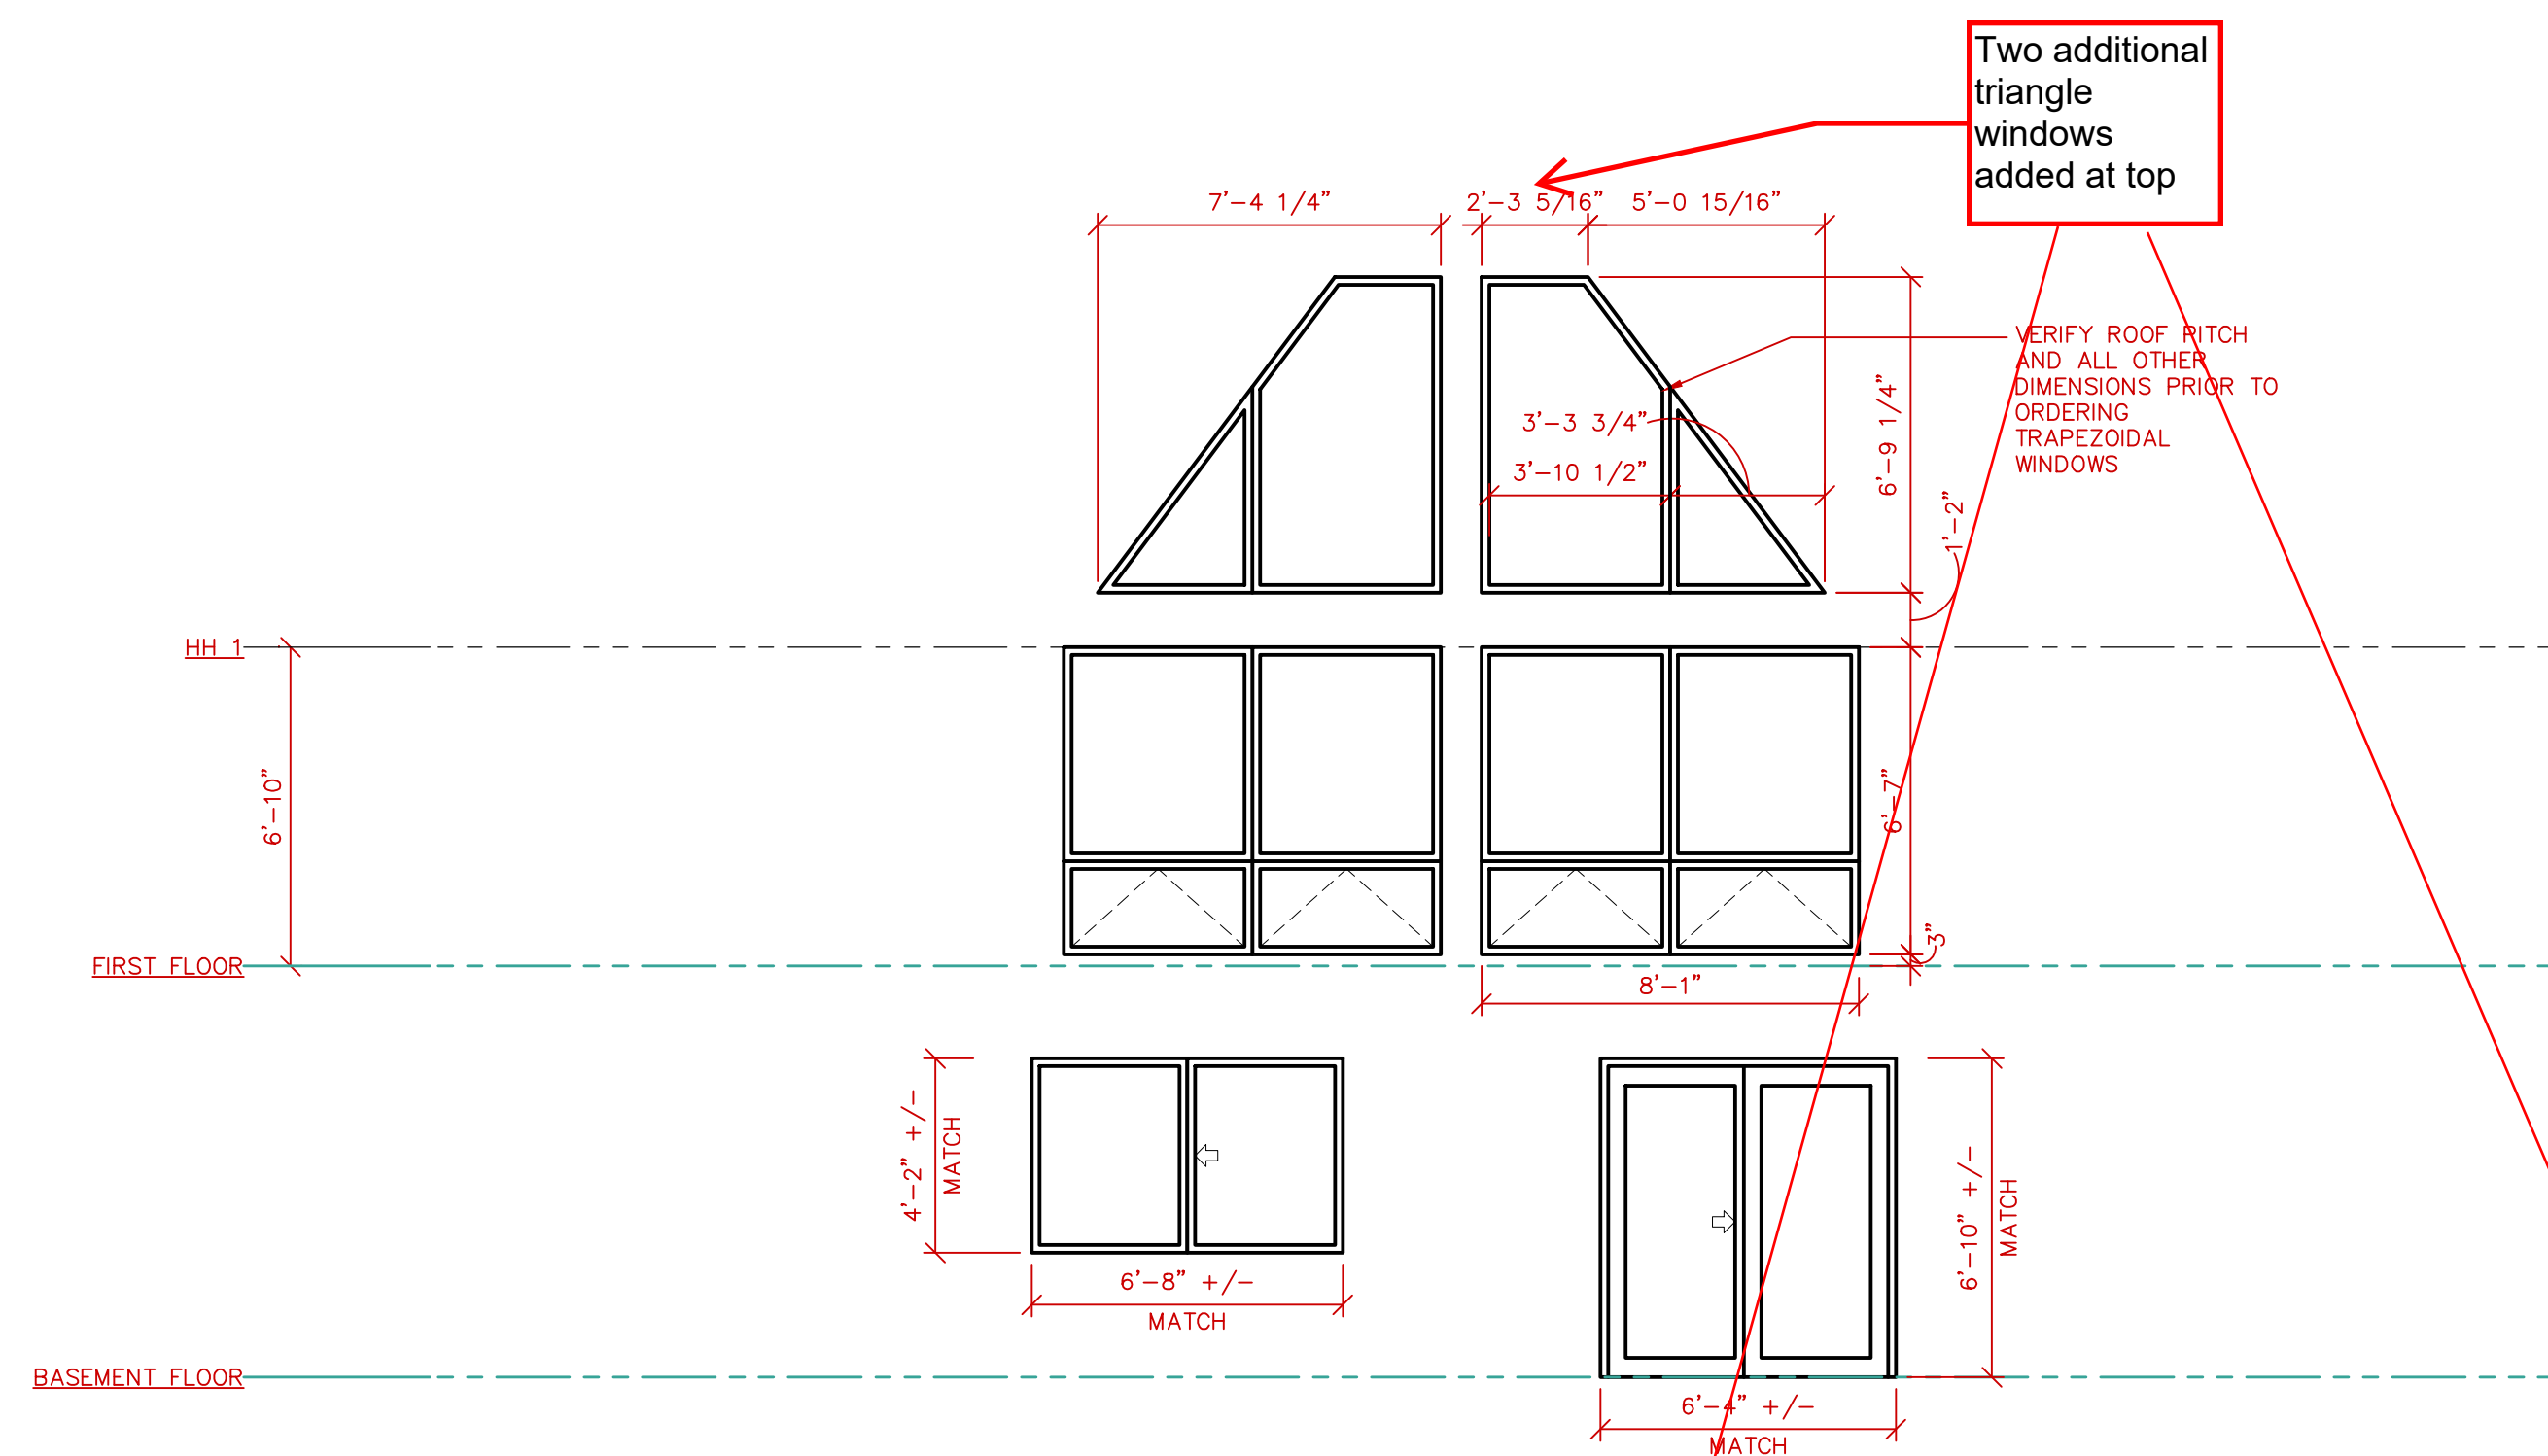 Two additional
triangle
windows
added at top
7'-4 1/4"
2'-3 5/16"
5'-0 15/16"
VERIFY ROOF PITCH
AND ALL OTHER
DIMENSIONS PRIOR TO
ORDERING
TRAPEZOIDAL
WINDOWS
6'-9 1/4"
3'-3 3/4"
3'-10 1/2"
1'-2"
HH 1
6'-10"
6'-7"
3"
FIRST FLOOR
8'-1"
4'-2" +/-
MATCH
6'-8" +/-
MATCH
6'-10" +/-
MATCH
BASEMENT FLOOR
6'-4" +/-
MATCH